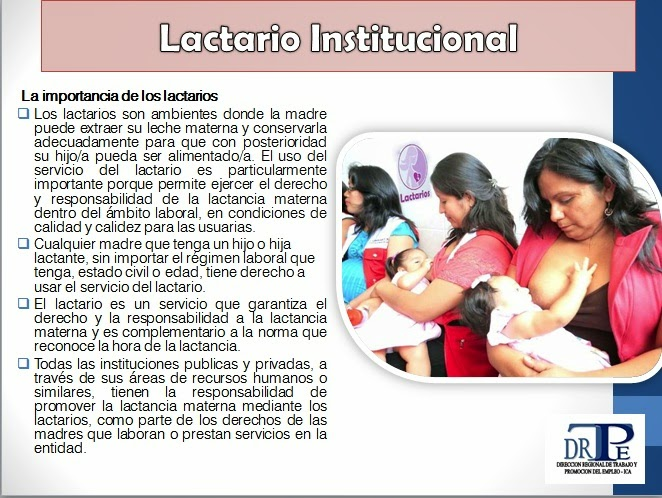 Lactario Institucional
La importancia de los lactarios
Los lactarios son ambientes donde la madre
puede extraer su leche materna y conservarla
adecuadamente para que con posterioridad
su hijo/a pueda ser alimentado/a. El uso del
servicio del lactario es particularmente
importante porque permite ejercer el derecho
y responsabilidad de la lactancia materna
dentro del ámbito laboral, en condiciones de
calidad y calidez para las usuarias.
Cualquier madre que tenga un hijo o hija
lactante, sin importar el régimen laboral que
tenga, estado civil o edad, tiene derecho a
usar el servicio del lactario.
El lactario es un servicio que garantiza el
derecho y la responsabilidad a la lactancia
materna y es complementario a la norma que
reconoce la hora de la lactancia.
Todas las instituciones publicas y privadas, a
través de sus áreas de recursos humanos o
similares, tienen la responsabilidad de
promover la lactancia materna mediante los
lactarios, como parte de los derechos de las
madres que laboran o prestan servicios en la
entidad.
Lactarios
DRTPE
DIRECCION REGIONAL DE TRABAJO Y
PROMOCION DEL EMPLEO - ICA